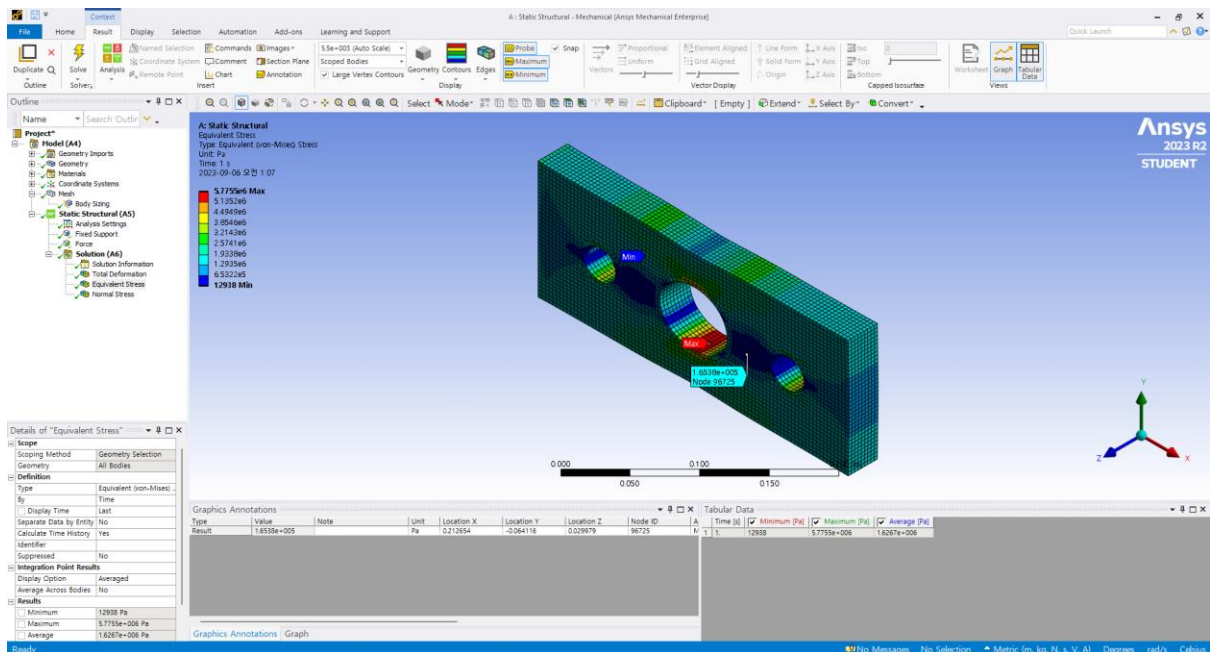 Context
A : Static Structural - Mechanical [Ansys Mechanical Enterprise]
File Home Result Display Selection Automation Add-ons Learning and Support
Quick Launch
Duplicate Q
Outline
Solve
Solver
Analysis
Named Selection
Coordinate System
Remote Point
Commands
Comment
Chart
Images
Section Plane
Annotation
Insert
5.5e+003 (Auto Scale)
Scoped Bodies
Large Vertex Contours
Geometry Contours Edges
Display
Probe
Maximum
Minimum
Snap
Vectors
Proportional
Uniform
Element Aligned
Grid Aligned
Line Form
Solid Form
Origin
X Axis
Y Axis
Z Axis
Vector Display
Iso
Top
Bottom
0
Capped Isosurface
Worksheet Graph Tabular Data
Views
Outline
Name Search Outlin
Select Mode Clipboard [ Empty ] Extend Select By Convert
Project*
Model (A4)
Geometry Imports
Geometry
Materials
Coordinate Systems
Mesh
Body Sizing
Static Structural (A5)
Analysis Settings
Fixed Support
Force
Solution (A6)
Solution Information
Total Deformation
Equivalent Stress
Normal Stress
A: Static Structural
Equivalent Stress
Type: Equivalent (von-Mises) Stress
Unit: Pa
Time: 1 s
2023-09-06 오전 1:07
5.7755e6 Max
5.1352e6
4.4949e6
3.8546e6
3.2143e6
2.5741e6
1.9338e6
1.2935e6
6.5322e5
12938 Min
Ansys
2023 R2
STUDENT
Min
Max
1.6538e+005
Node 96725
0.000 0.100
0.050 0.150
Y
Z X
Details of "Equivalent Stress"
Scope
Scoping Method Geometry Selection
Geometry All Bodies
Definition
Type Equivalent (von-Mises) ..
By Time
Display Time Last
Separate Data by Entity No
Calculate Time History Yes
Identifier
Suppressed No
Integration Point Results
Display Option Averaged
Average Across Bodies No
Results
Minimum 12938 Pa
Maximum 5.7755e+006 Pa
Average 1.6267e+006 Pa
Graphics Annotations
Type Value Note Unit Location X Location Y Location Z Node ID A
Result 1.6538e+005 Pa 0.212654 -0.064116 0.029979 96725 M
Graphics Annotations Graph
Tabular Data
Time [s] Minimum [Pa] Maximum [Pa] Average [Pa]
1 1. 12938 5.7755e+006 1.6267e+006
Ready
No Messages No Selection Metric (m, kg, N, s, V, A) Degrees rad/s Celsius